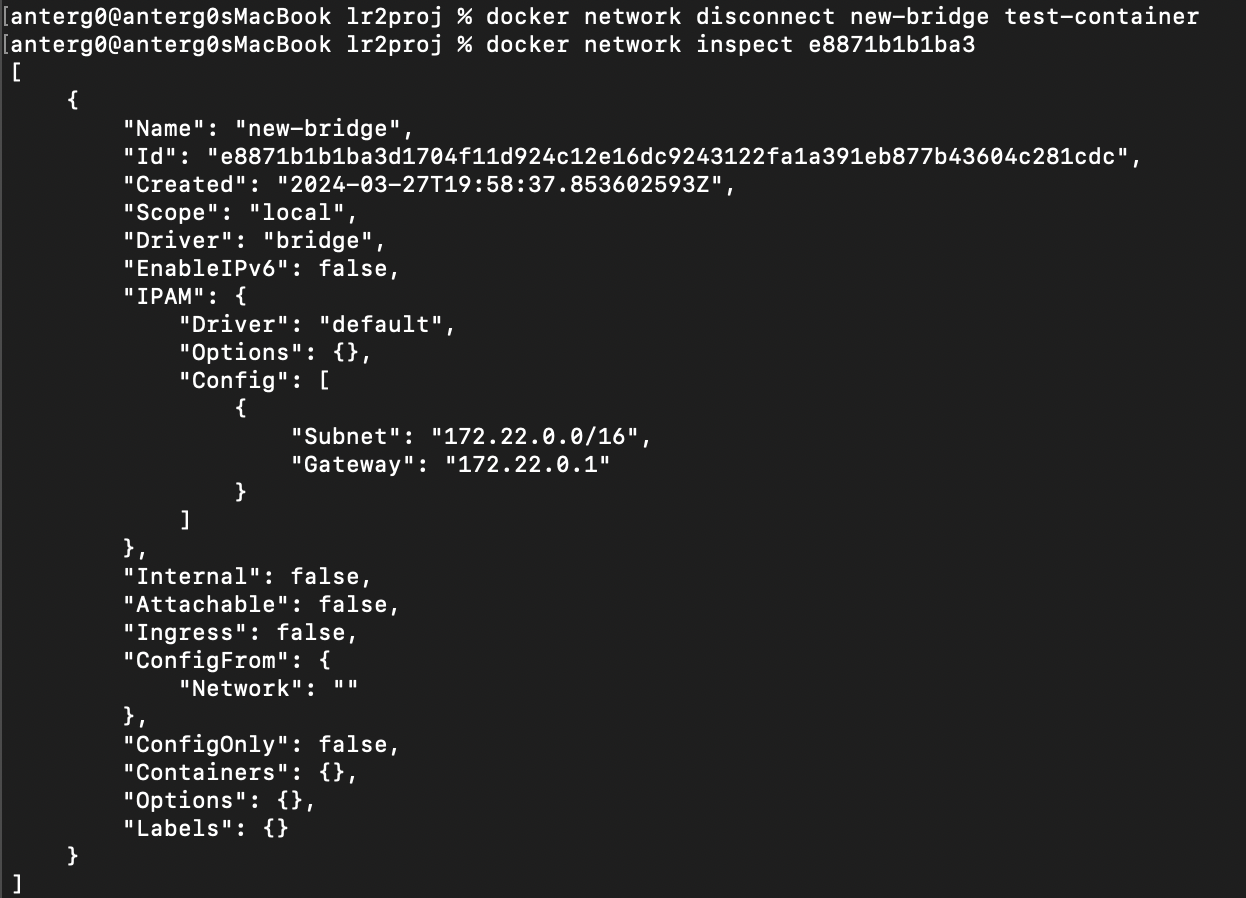 [anterg0@anterg0sMacBook lr2proj % docker network disconnect new-bridge test-container
[anterg0@anterg0sMacBook lr2proj % docker network inspect e8871b1b1ba3
[
    {
        "Name": "new-bridge",
        "Id": "e8871b1b1ba3d1704f11d924c12e16dc9243122fa1a391eb877b43604c281cdc",
        "Created": "2024-03-27T19:58:37.853602593Z",
        "Scope": "local",
        "Driver": "bridge",
        "EnableIPv6": false,
        "IPAM": {
            "Driver": "default",
            "Options": {},
            "Config": [
                {
                    "Subnet": "172.22.0.0/16",
                    "Gateway": "172.22.0.1"
                }
            ]
        },
        "Internal": false,
        "Attachable": false,
        "Ingress": false,
        "ConfigFrom": {
            "Network": ""
        },
        "ConfigOnly": false,
        "Containers": {},
        "Options": {},
        "Labels": {}
    }
]